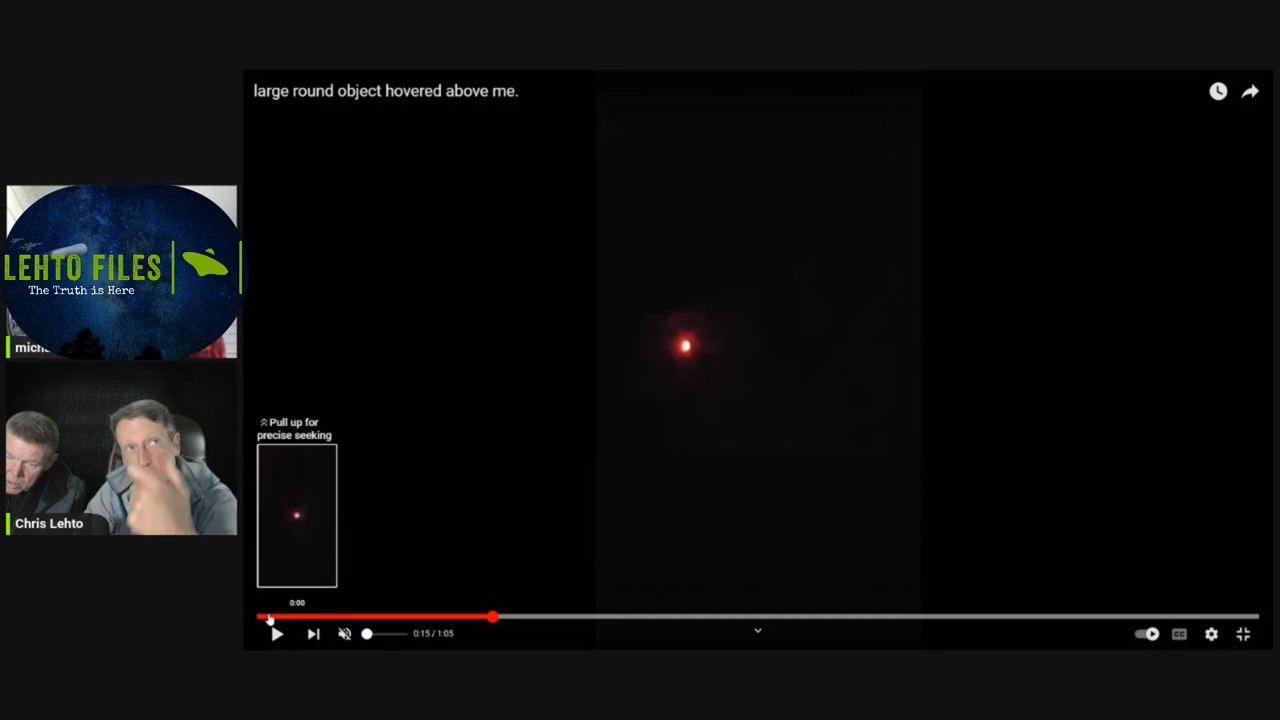 large round object hovered above me.
LEHTO FILES
The Truth is Here
Pull up for
precise seeking
Chris Lehto
0:00
0:15 / 1:05
CC